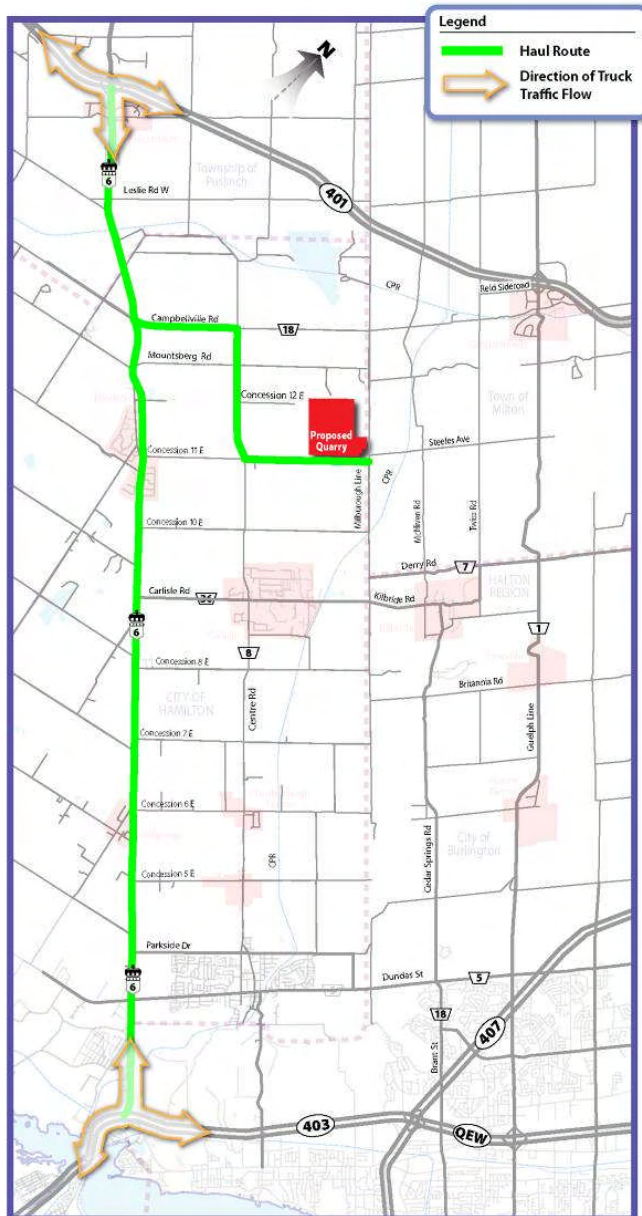 Legend
Haul Route
Direction of Truck
Traffic Flow
N
Township of
Puslinch
6
Leslie Rd W
401
CPR
Reid Sideroad
Campbellville Rd
18
Mountsberg Rd
Concession 12 E
Town of
Milton
Proposed
Quarry
Steeles Ave
Concession 11 E
Milborough Line
CPR
McNiven Rd
Twiss Rd
Concession 10 E
Derry Rd
7
HALTON
REGION
Carlisle Rd
36
Kilbride Rd
6
1
8
Concession 8 E
Centre Rd
CITY OF
HAMILTON
Britannia Rd
Guelph Line
Concession 7 E
Concession 6 E
Cedar Springs Rd
City of
Burlington
Concession 5 E
CPR
Parkside Dr
6
Dundas St
5
18
407
Brant St
403
QEW